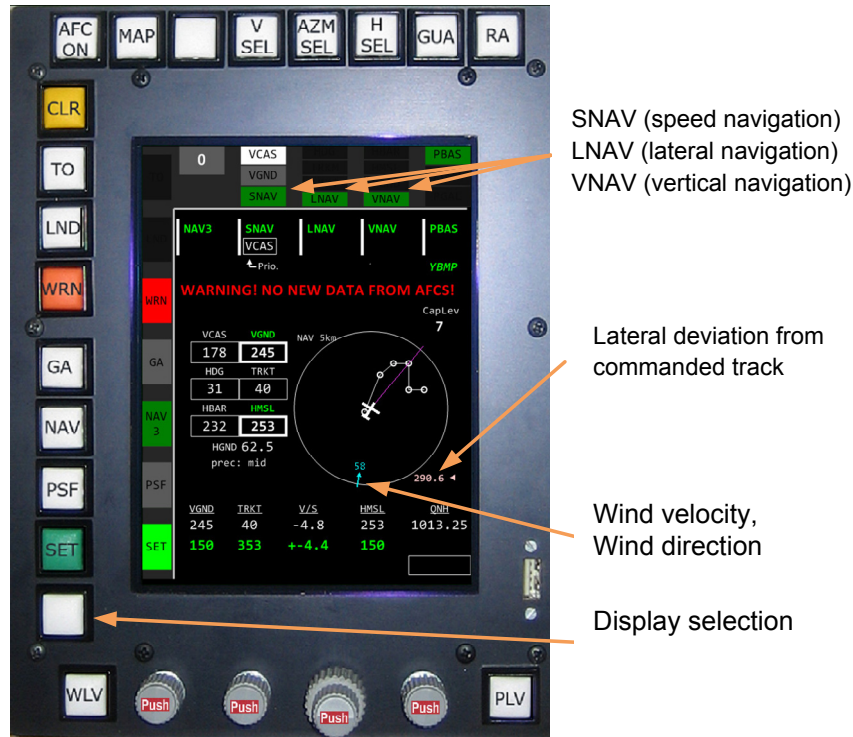 AFC ON
MAP
V SEL
AZM SEL
H SEL
GUA
RA
CLR
TO
LND
WRN
GA
NAV
PSF
SET
WLV
Push
Push
Push
Push
PLV
0
VCAS
PBAS
VGND
SNAV
LNAV
VNAV
NAV3
SNAV
LNAV
VNAV
PBAS
VCAS
Prio.
YBMP
WRN
WARNING! NO NEW DATA FROM AFCS!
CapLev
7
VCAS VGND
NAV 5km
178 245
GA
HDG TRKT
31 40
HBAR HMSL
NAV 3
232 253
HGND 62.5
prec: mid
58
290.6
PSF
VGND TRKT V/S HMSL QNH
245 40 -4.8 253 1013.25
SET
150 353 +-4.4 150
SNAV (speed navigation)
LNAV (lateral navigation)
VNAV (vertical navigation)
Lateral deviation from
commanded track
Wind velocity,
Wind direction
Display selection